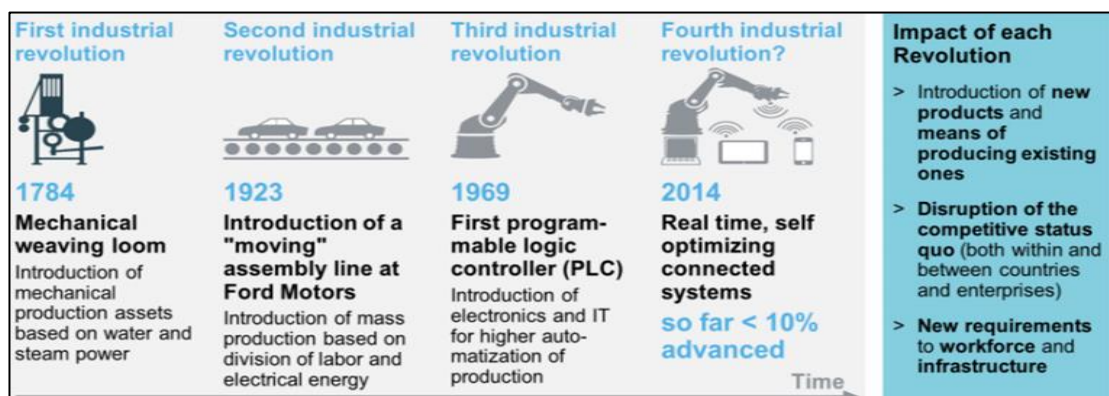 First industrial
revolution
1784
Mechanical
weaving loom
Introduction of
mechanical
production assets
based on water and
steam power
Second industrial
revolution
1923
Introduction of a
"moving"
assembly line at
Ford Motors
Introduction of mass
production based on
division of labor and
electrical energy
Third industrial
revolution
1969
First program-
mable logic
controller (PLC)
Introduction of
electronics and IT
for higher auto-
matization of
production
Fourth industrial
revolution?
2014
Real time, self
optimizing
connected
systems
so far < 10%
advanced
Time
Impact of each
Revolution
> Introduction of new
products and
means of
producing existing
ones
> Disruption of the
competitive status
quo (both within and
between countries
and enterprises)
> New requirements
to workforce and
infrastructure